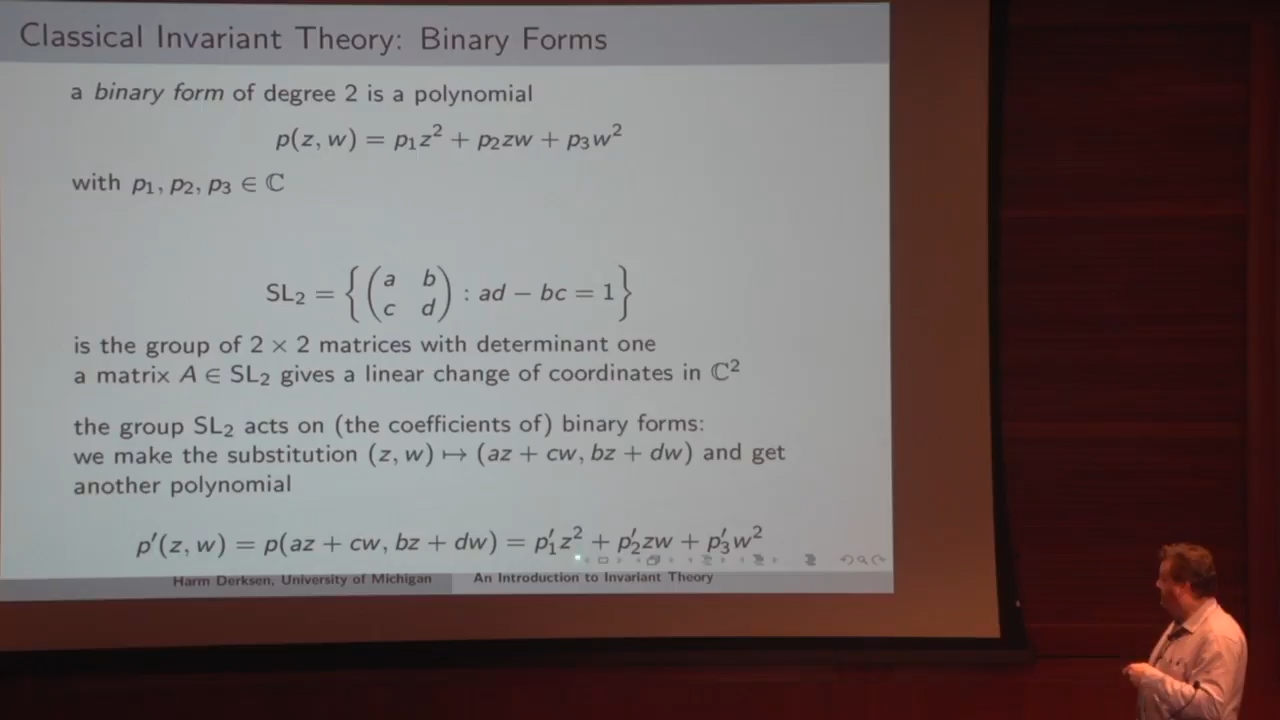 Classical Invariant Theory: Binary Forms
a binary form of degree 2 is a polynomial
p(z, w) = p₁z² + p₂zw + p₃w²
with p₁, p₂, p₃ ∈ ℂ
SL₂ = { ( a b
c d ) : ad − bc = 1 }
is the group of 2 × 2 matrices with determinant one
a matrix A ∈ SL₂ gives a linear change of coordinates in ℂ²
the group SL₂ acts on (the coefficients of) binary forms:
we make the substitution (z, w) ↦ (az + cw, bz + dw) and get
another polynomial
p′(z, w) = p(az + cw, bz + dw) = p′₁z² + p′₂zw + p′₃w²
Harm Derksen, University of Michigan An Introduction to Invariant Theory